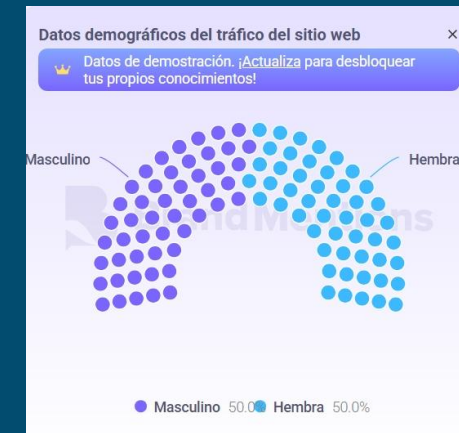 Datos demográficos del tráfico del sitio web ×
Datos de demostración. ¡Actualiza para desbloquear
tus propios conocimientos!
Masculino
Hembra
Masculino 50.0
Hembra 50.0%